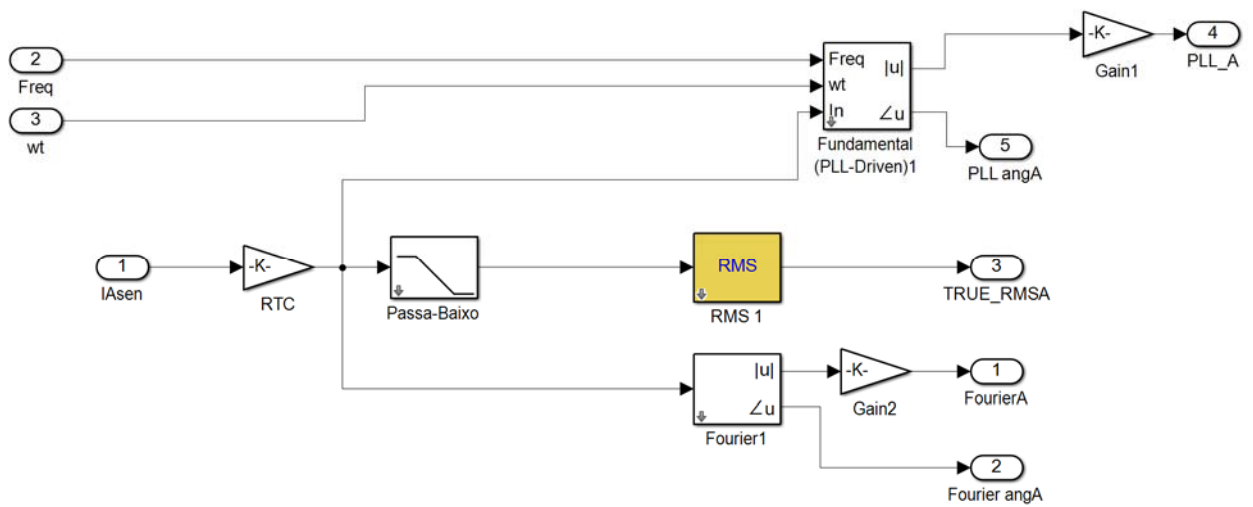 2
Freq
3
wt
Freq
wt
In
|u|
∠u
Fundamental
(PLL-Driven)1
-K-
Gain1
4
PLL_A
5
PLL angA
1
IAsen
-K-
RTC
Passa-Baixo
RMS
RMS 1
3
TRUE_RMSA
|u|
∠u
Fourier1
-K-
Gain2
1
FourierA
2
Fourier angA